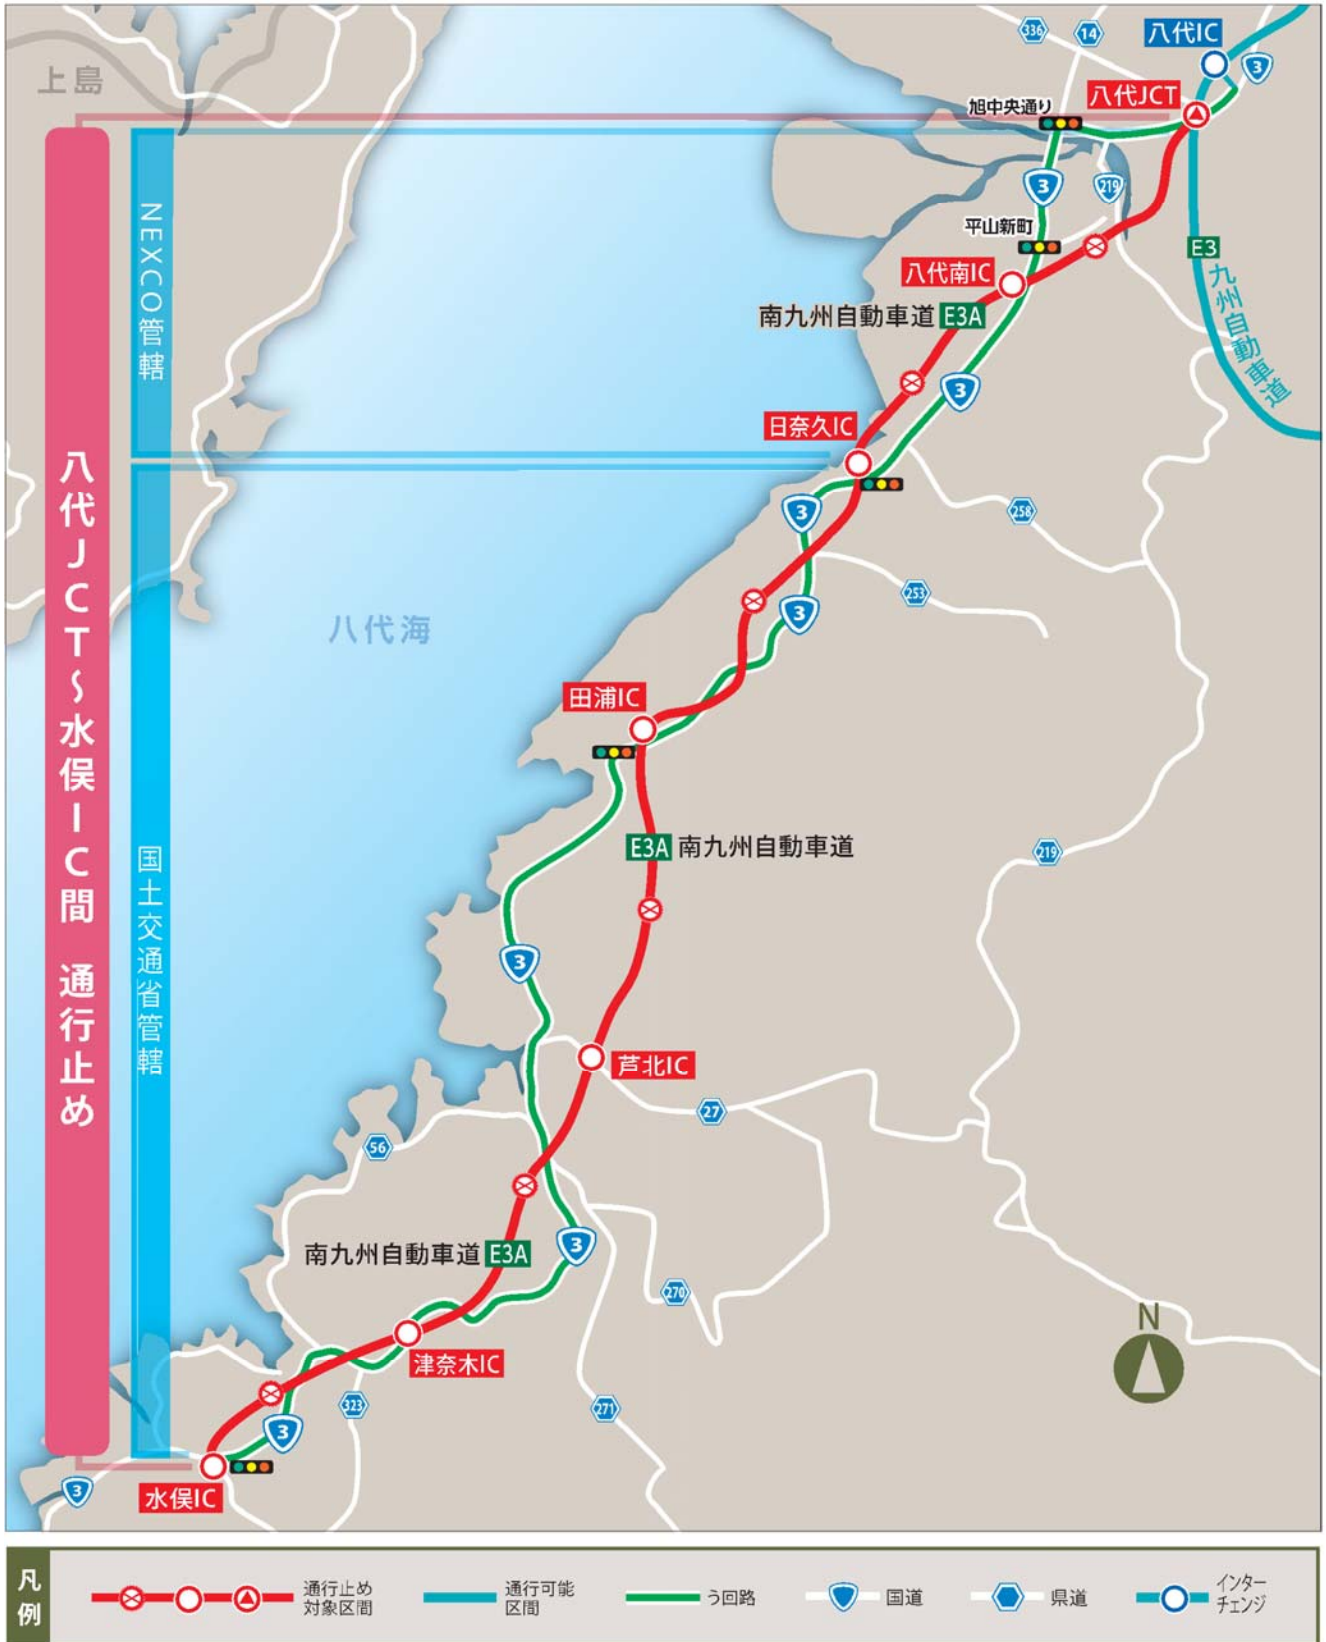 上島
336
14
八代IC
3
八代JCT
旭中央通り
3
219
平山新町
E3
九州自動車道
八代南IC
南九州自動車道 E3A
NEXCO管轄
3
日奈久IC
3
258
253
3
八代海
八代JCT～水俣IC間 通行止め
田浦IC
E3A 南九州自動車道
219
国土交通省管轄
3
芦北IC
27
56
南九州自動車道 E3A
3
270
N
津奈木IC
323
271
3
3
水俣IC
凡例
通行止め
対象区間
通行可能
区間
う回路
国道
県道
インター
チェンジ